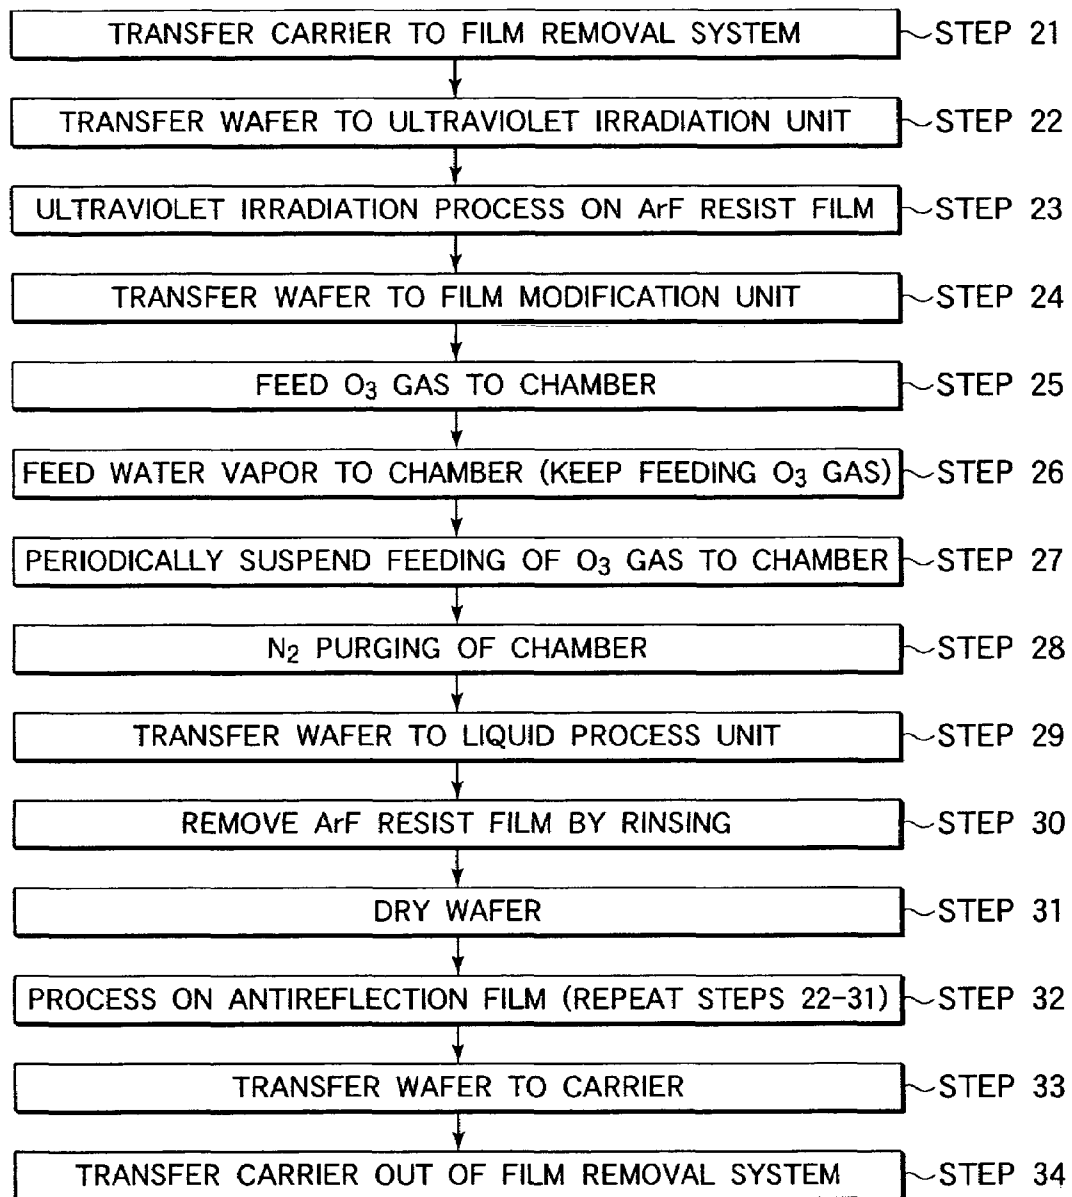 TRANSFER CARRIER TO FILM REMOVAL SYSTEM STEP 21
TRANSFER WAFER TO ULTRAVIOLET IRRADIATION UNIT STEP 22
ULTRAVIOLET IRRADIATION PROCESS ON ArF RESIST FILM STEP 23
TRANSFER WAFER TO FILM MODIFICATION UNIT STEP 24
FEED O3 GAS TO CHAMBER STEP 25
FEED WATER VAPOR TO CHAMBER (KEEP FEEDING O3 GAS) STEP 26
PERIODICALLY SUSPEND FEEDING OF O3 GAS TO CHAMBER STEP 27
N2 PURGING OF CHAMBER STEP 28
TRANSFER WAFER TO LIQUID PROCESS UNIT STEP 29
REMOVE ArF RESIST FILM BY RINSING STEP 30
DRY WAFER STEP 31
PROCESS ON ANTIREFLECTION FILM (REPEAT STEPS 22-31) STEP 32
TRANSFER WAFER TO CARRIER STEP 33
TRANSFER CARRIER OUT OF FILM REMOVAL SYSTEM STEP 34